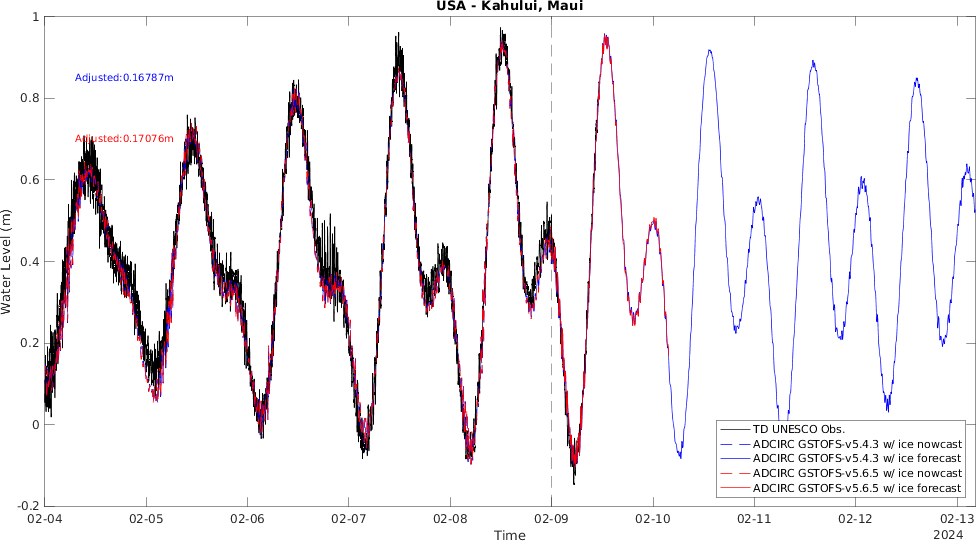 USA - Kahului, Maui
1
0.8
0.6
0.4
0.2
0
-0.2
Water Level (m)
Adjusted:0.16787m
Adjusted:0.17076m
TD UNESCO Obs.
ADCIRC GSTOFS-v5.4.3 w/ ice nowcast
ADCIRC GSTOFS-v5.4.3 w/ ice forecast
ADCIRC GSTOFS-v5.6.5 w/ ice nowcast
ADCIRC GSTOFS-v5.6.5 w/ ice forecast
02-04 02-05 02-06 02-07 02-08 02-09 02-10 02-11 02-12 02-13
Time
2024